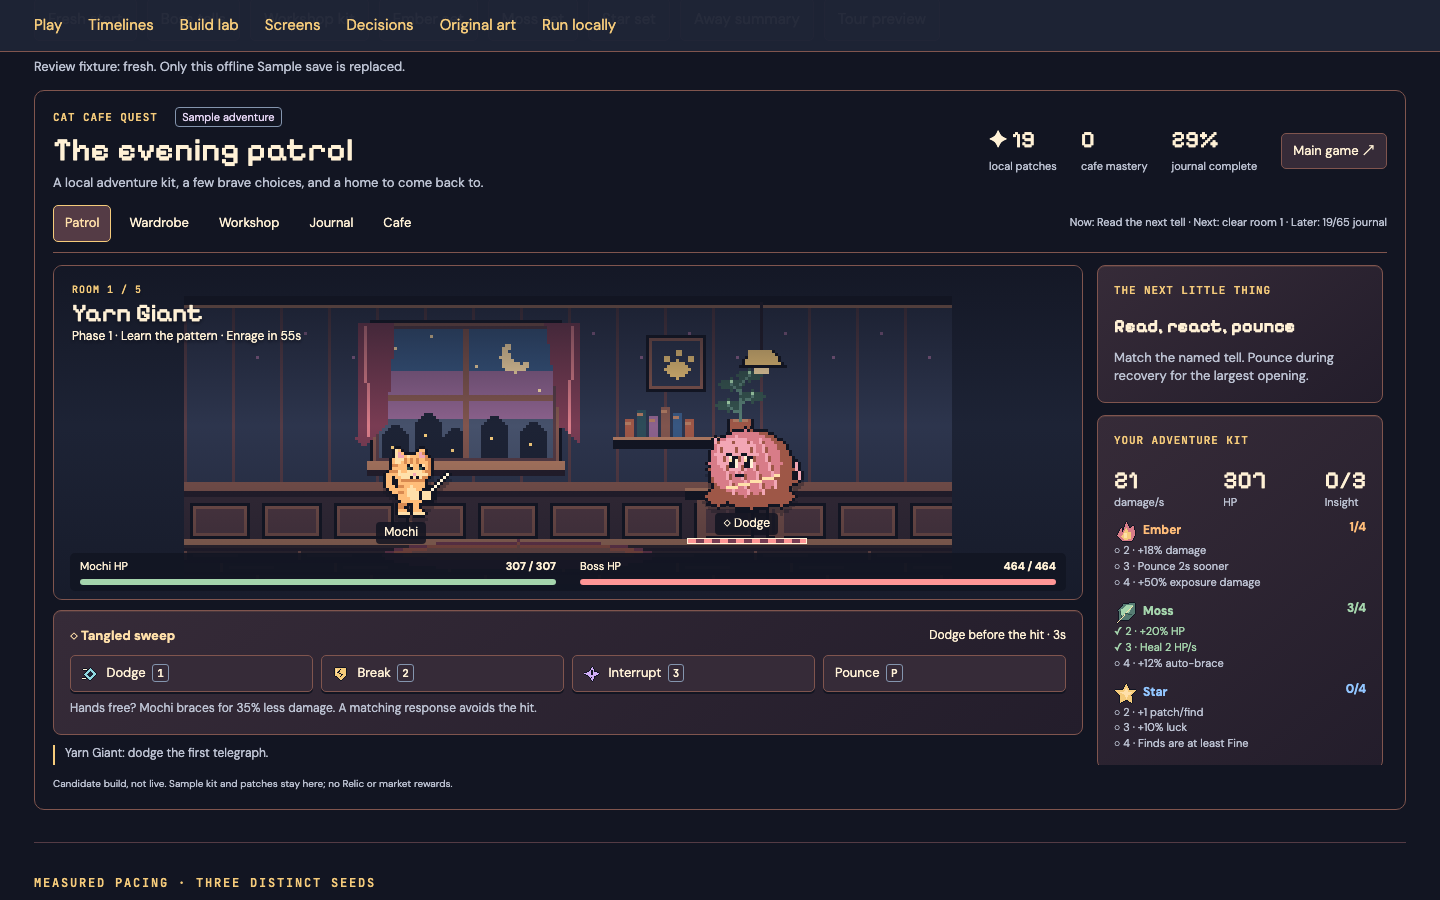 Play Timelines Build lab Screens Decisions Original art Run locally
Away summary Tour preview
Review fixture: fresh. Only this offline Sample save is replaced.
CAT CAFE QUEST Sample adventure
The evening patrol
A local adventure kit, a few brave choices, and a home to come back to.
✦ 19
local patches
0
cafe mastery
29%
journal complete
Main game ↗
Patrol Wardrobe Workshop Journal Cafe
Now: Read the next tell · Next: clear room 1 · Later: 19/65 journal
ROOM 1 / 5
Yarn Giant
Phase 1 · Learn the pattern · Enrage in 55s
Mochi
◇ Dodge
Mochi HP 307 / 307
Boss HP 464 / 464
◇ Tangled sweep
Dodge before the hit · 3s
Dodge 1
Break 2
Interrupt 3
Pounce P
Hands free? Mochi braces for 35% less damage. A matching response avoids the hit.
Yarn Giant: dodge the first telegraph.
Candidate build, not live. Sample kit and patches stay here; no Relic or market rewards.
THE NEXT LITTLE THING
Read, react, pounce
Match the named tell. Pounce during
recovery for the largest opening.
YOUR ADVENTURE KIT
21
damage/s
307
HP
0/3
Insight
Ember 1/4
○ 2 · +18% damage
○ 3 · Pounce 2s sooner
○ 4 · +50% exposure damage
Moss 3/4
✓ 2 · +20% HP
✓ 3 · Heal 2 HP/s
○ 4 · +12% auto-brace
Star 0/4
○ 2 · +1 patch/find
○ 3 · +10% luck
○ 4 · Finds are at least Fine
MEASURED PACING · THREE DISTINCT SEEDS